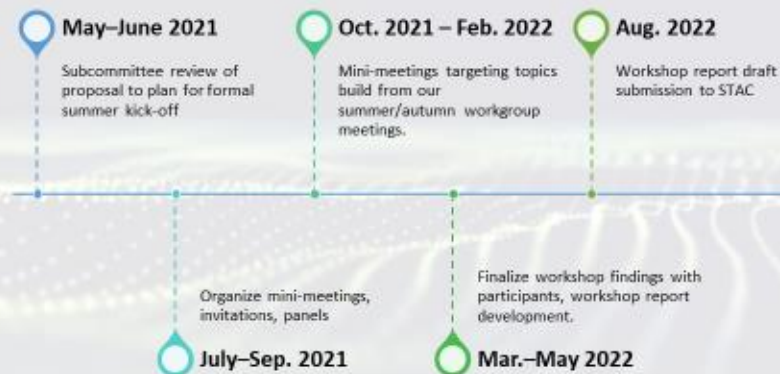 May–June 2021
Subcommittee review of
proposal to plan for formal
summer kick-off
Oct. 2021 – Feb. 2022
Mini-meetings targeting topics
build from our
summer/autumn workgroup
meetings.
Aug. 2022
Workshop report draft
submission to STAC
Organize mini-meetings,
invitations, panels
July–Sep. 2021
Finalize workshop findings with
participants, workshop report
development.
Mar.–May 2022